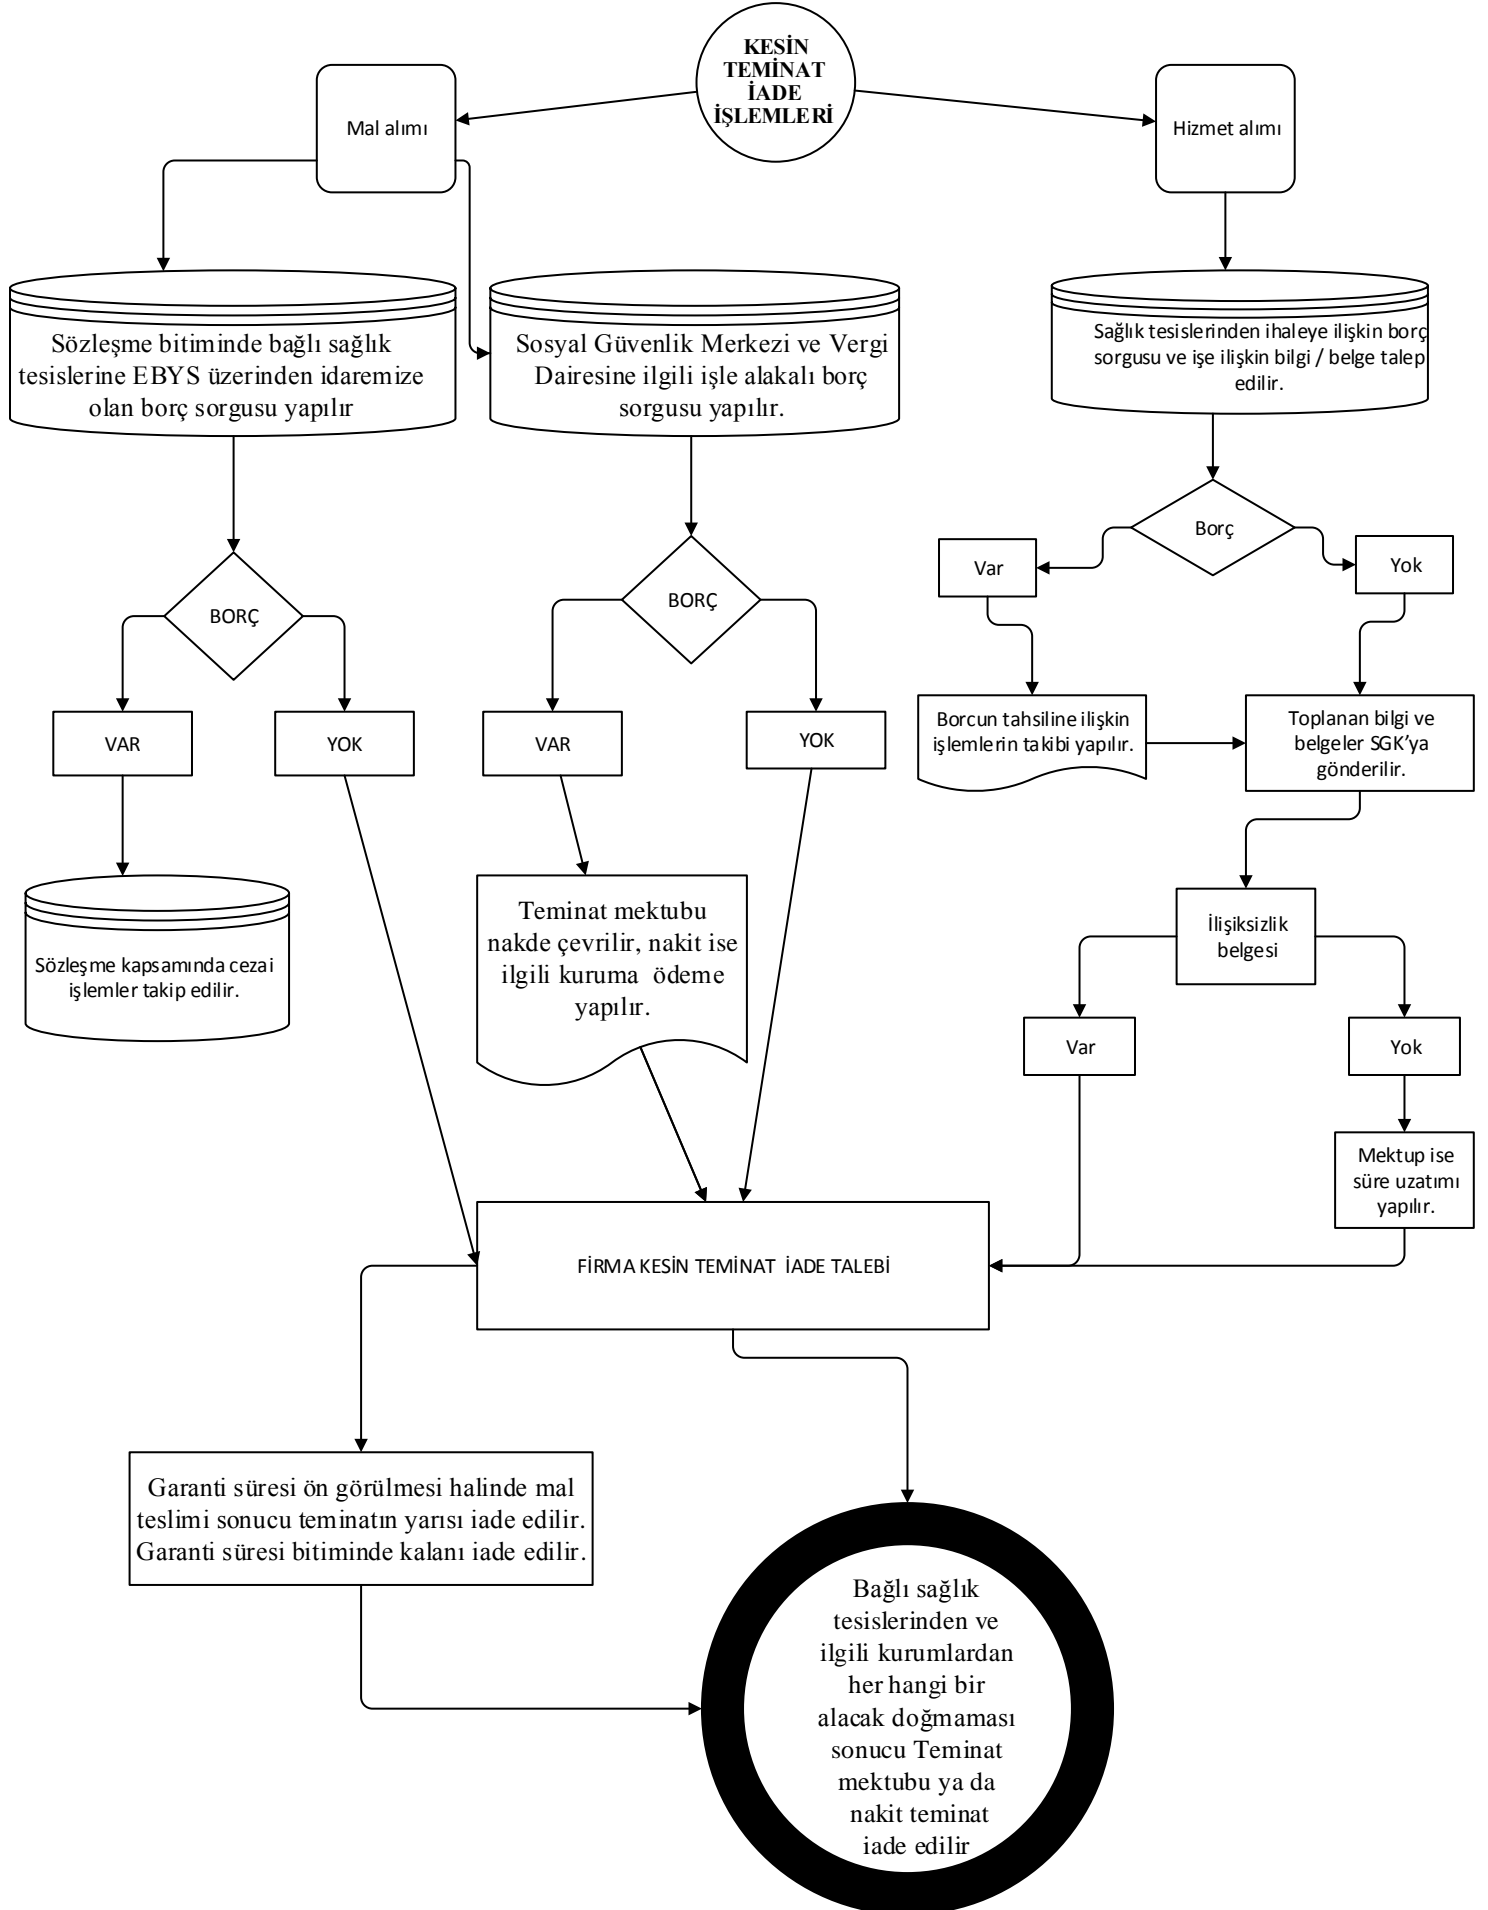 KESİN
TEMİNAT
İADE
İŞLEMLERİ
Mal alımı
Hizmet alımı
Sözleşme bitiminde bağlı sağlık
tesislerine EBYS üzerinden idaremize
olan borç sorgusu yapılır
Sosyal Güvenlik Merkezi ve Vergi
Dairesine ilgili işle alakalı borç
sorgusu yapılır.
Sağlık tesislerinden ihaleye ilişkin borç
sorgusu ve işe ilişkin bilgi / belge talep
edilir.
Borç
Var
Yok
BORÇ
BORÇ
VAR
YOK
VAR
YOK
Borcun tahsiline ilişkin
işlemlerin takibi yapılır.
Toplanan bilgi ve
belgeler SGK’ya
gönderilir.
Sözleşme kapsamında cezai
işlemler takip edilir.
Teminat mektubu
nakde çevrilir, nakit ise
ilgili kuruma ödeme
yapılır.
İlişiksizlik
belgesi
Var
Yok
Mektup ise
süre uzatımı
yapılır.
FİRMA KESİN TEMİNAT İADE TALEBİ
Garanti süresi ön görülmesi halinde mal
teslimi sonucu teminatın yarısı iade edilir.
Garanti süresi bitiminde kalanı iade edilir.
Bağlı sağlık
tesislerinden ve
ilgili kurumlardan
her hangi bir
alacak doğmaması
sonucu Teminat
mektubu ya da
nakit teminat
iade edilir